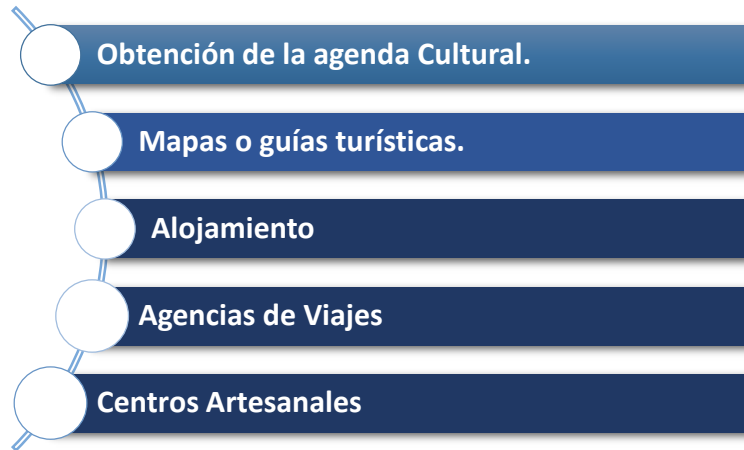 Obtención de la agenda Cultural.
Mapas o guías turísticas.
Alojamiento
Agencias de Viajes
Centros Artesanales